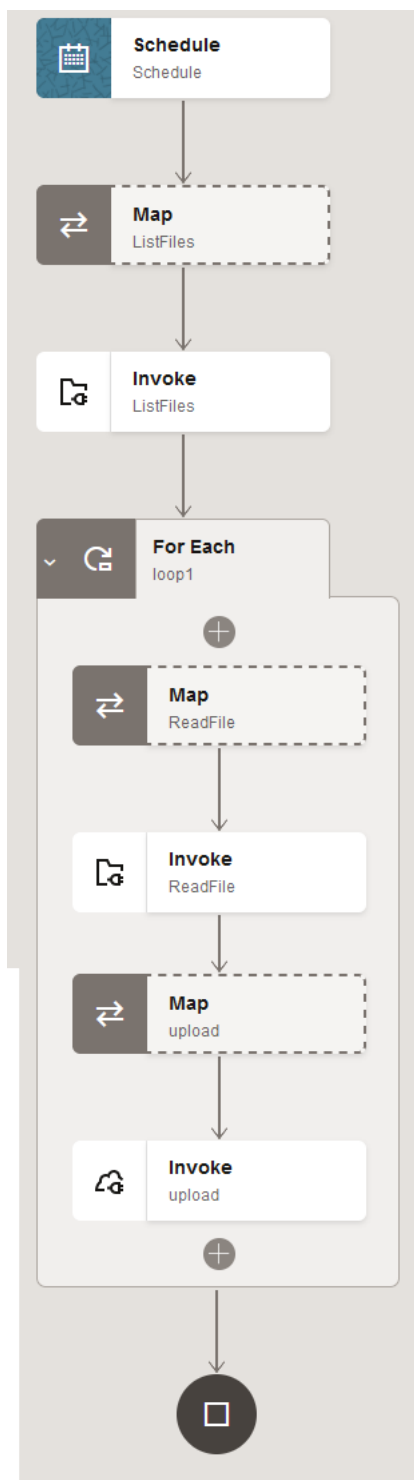 Schedule
Schedule
Map
ListFiles
Invoke
ListFiles
For Each
loop1
Map
ReadFile
Invoke
ReadFile
Map
upload
Invoke
upload